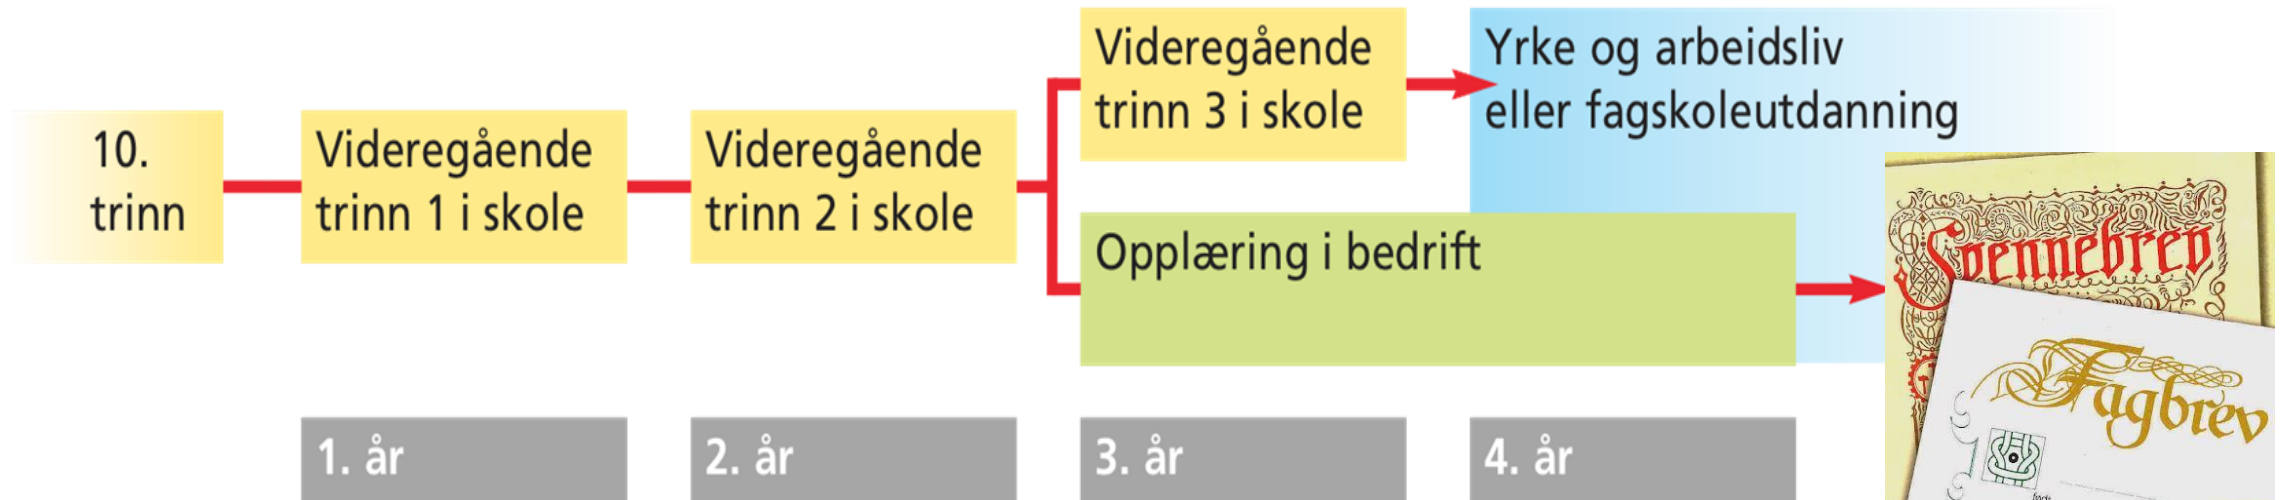 10.
trinn
Videregående
trinn 1 i skole
Videregående
trinn 2 i skole
Videregående
trinn 3 i skole
Yrke og arbeidsliv
eller fagskoleutdanning
Opplæring i bedrift
Svennebrev
Fagbrev
1. år
2. år
3. år
4. år